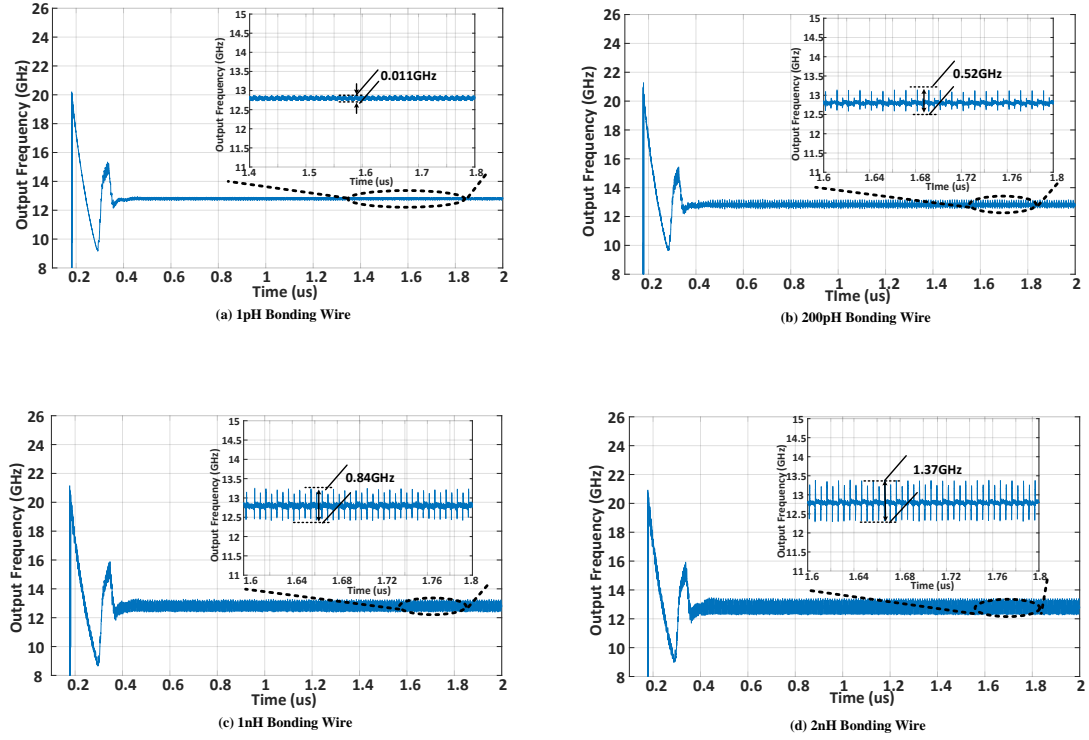 26
24
22
20
18
16
14
12
10
8
Output Frequency (GHz)
0.2 0.4 0.6 0.8 1 1.2 1.4 1.6 1.8 2
Time (us)
15
14.5
14
13.5
13
12.5
12
11.5
11
Output Frequency (GHz)
0.011GHz
1.4 1.5 1.6 1.7 1.8
Time (us)
(a) 1pH Bonding Wire
26
24
22
20
18
16
14
12
10
8
Output Frequency (GHz)
0.2 0.4 0.6 0.8 1 1.2 1.4 1.6 1.8 2
TIme (us)
15
14.5
14
13.5
13
12.5
12
11.5
11
Output Frequency (GHz)
0.52GHz
1.6 1.64 1.68 1.72 1.76 1.8
Time (us)
(b) 200pH Bonding Wire
26
24
22
20
18
16
14
12
10
8
Output Frequency (GHz)
0.2 0.4 0.6 0.8 1 1.2 1.4 1.6 1.8 2
Time (us)
15
14.5
14
13.5
13
12.5
12
11.5
11
Output Frequency (GHz)
0.84GHz
1.6 1.64 1.68 1.72 1.76 1.8
Time (us)
(c) 1nH Bonding Wire
26
24
22
20
18
16
14
12
10
8
Output Frequency (GHz)
0.2 0.4 0.6 0.8 1 1.2 1.4 1.6 1.8 2
Time (us)
15
14.5
14
13.5
13
12.5
12
11.5
11
Output Frequency (GHz)
1.37GHz
1.6 1.64 1.68 1.72 1.76 1.8
Time (us)
(d) 2nH Bonding Wire